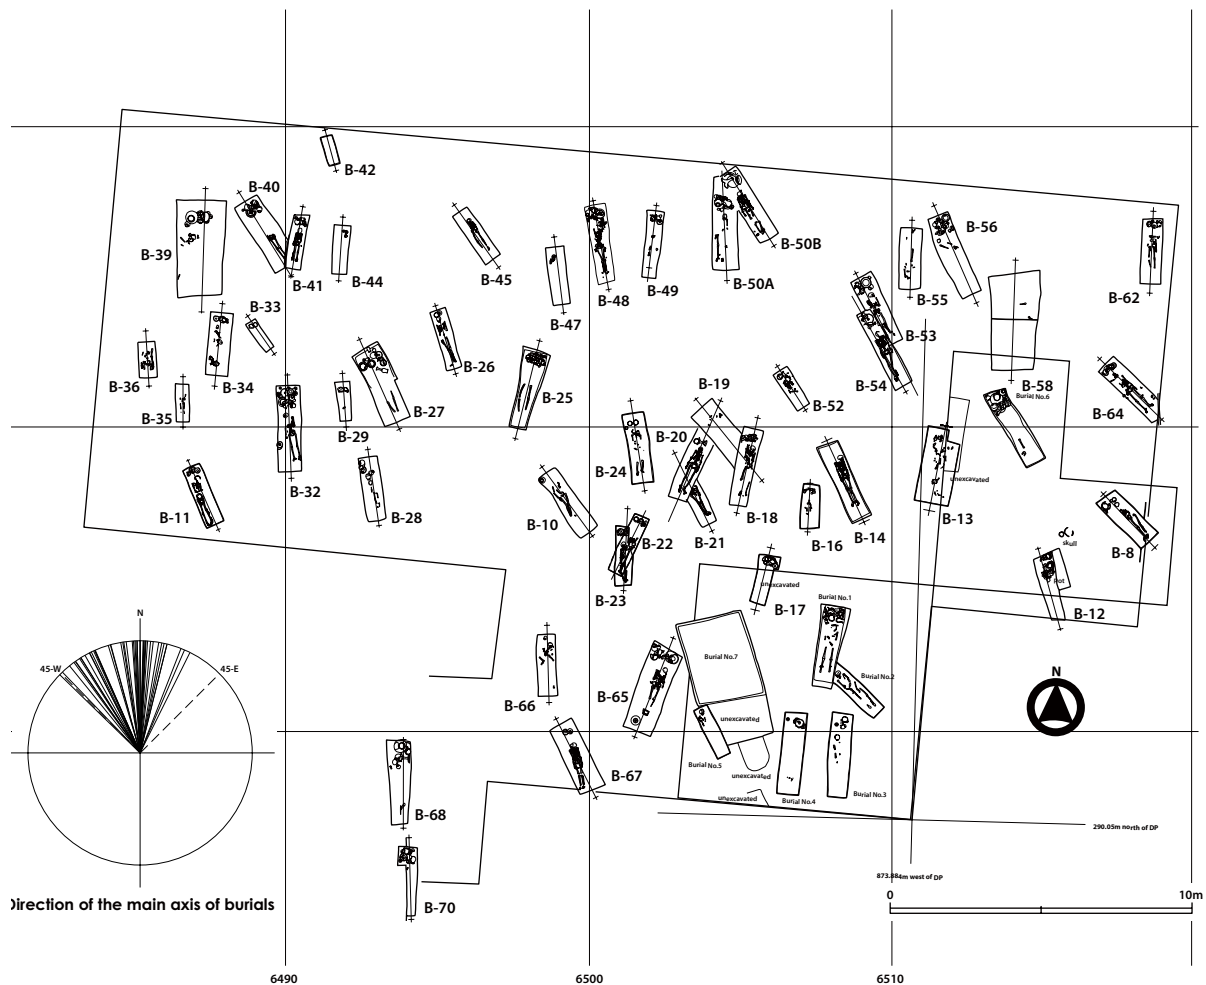 B-42
B-40
B-39
B-41
B-44
B-45
B-47
B-48
B-49
B-50B
B-50A
B-56
B-55
B-62
B-33
B-36
B-34
B-35
B-29
B-27
B-26
B-25
B-53
B-54
B-52
B-58
Burial No.6
B-64
B-19
B-20
B-24
B-32
B-11
B-28
B-10
B-22
B-21
B-18
B-16
B-14
unexcavated
B-13
B-8
skull
pot
B-12
B-23
unexcavated
B-17
Burial No.1
Burial No.2
Burial No.7
B-66
B-65
unexcavated
Burial No.5
unexcavated
unexcavated
Burial No.4
Burial No.3
B-67
B-68
B-70
N
45-W
45-E
Direction of the main axis of burials
N
290.05m north of DP
873.884m west of DP
0
10m
6490
6500
6510